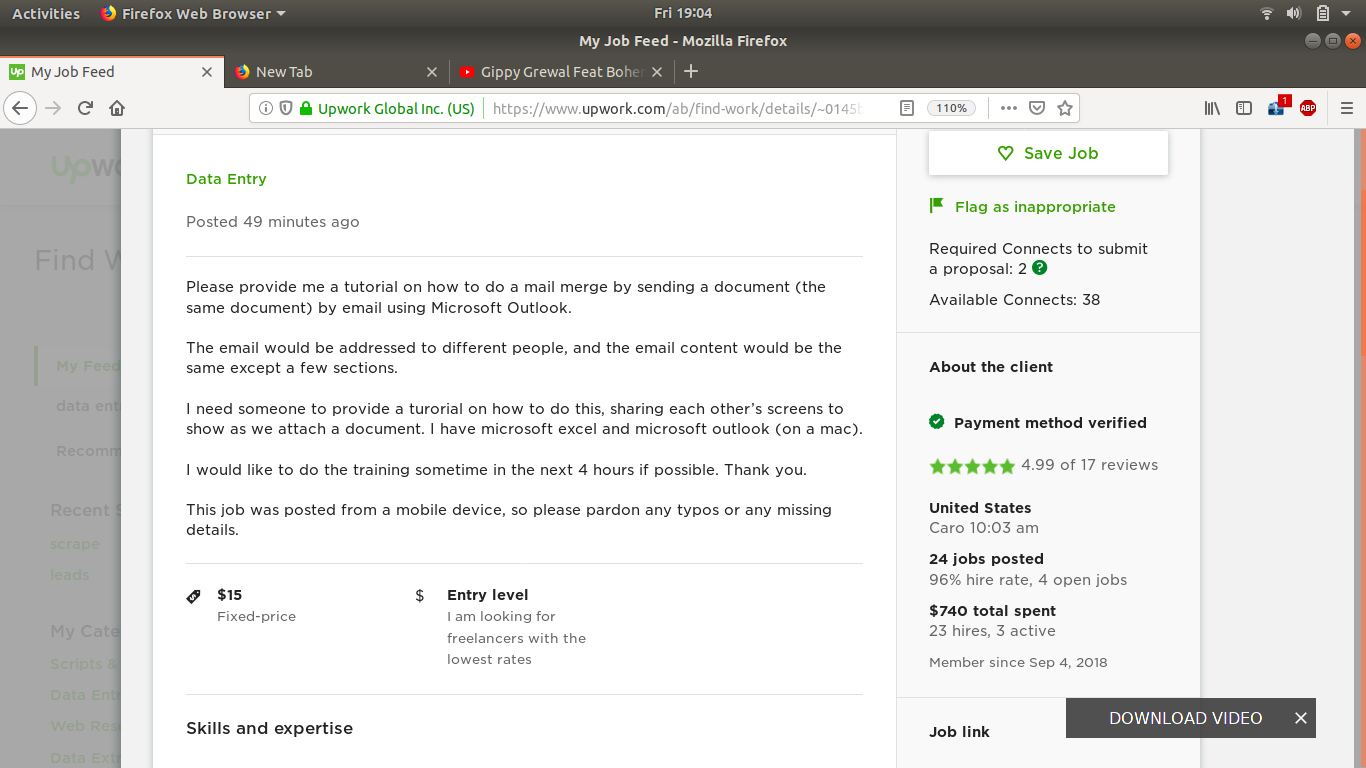 Activities Firefox Web Browser Fri 19:04
My Job Feed - Mozilla Firefox
My Job Feed New Tab Gippy Grewal Feat Bohe
Upwork Global Inc. (US) https://www.upwork.com/ab/find-work/details/~0145b 110% 1 ABP
Upwo
Find W
My Feed
data ent
Recomm
Recent S
scrape
leads
My Cate
Scripts &
Data Entr
Web Rese
Data Extr
Data Entry
Posted 49 minutes ago
Please provide me a tutorial on how to do a mail merge by sending a document (the
same document) by email using Microsoft Outlook.
The email would be addressed to different people, and the email content would be the
same except a few sections.
I need someone to provide a turorial on how to do this, sharing each other’s screens to
show as we attach a document. I have microsoft excel and microsoft outlook (on a mac).
I would like to do the training sometime in the next 4 hours if possible. Thank you.
This job was posted from a mobile device, so please pardon any typos or any missing
details.
$15
Fixed-price
$ Entry level
I am looking for
freelancers with the
lowest rates
Skills and expertise
Save Job
Flag as inappropriate
Required Connects to submit
a proposal: 2 ?
Available Connects: 38
About the client
Payment method verified
4.99 of 17 reviews
United States
Caro 10:03 am
24 jobs posted
96% hire rate, 4 open jobs
$740 total spent
23 hires, 3 active
Member since Sep 4, 2018
Job link
DOWNLOAD VIDEO